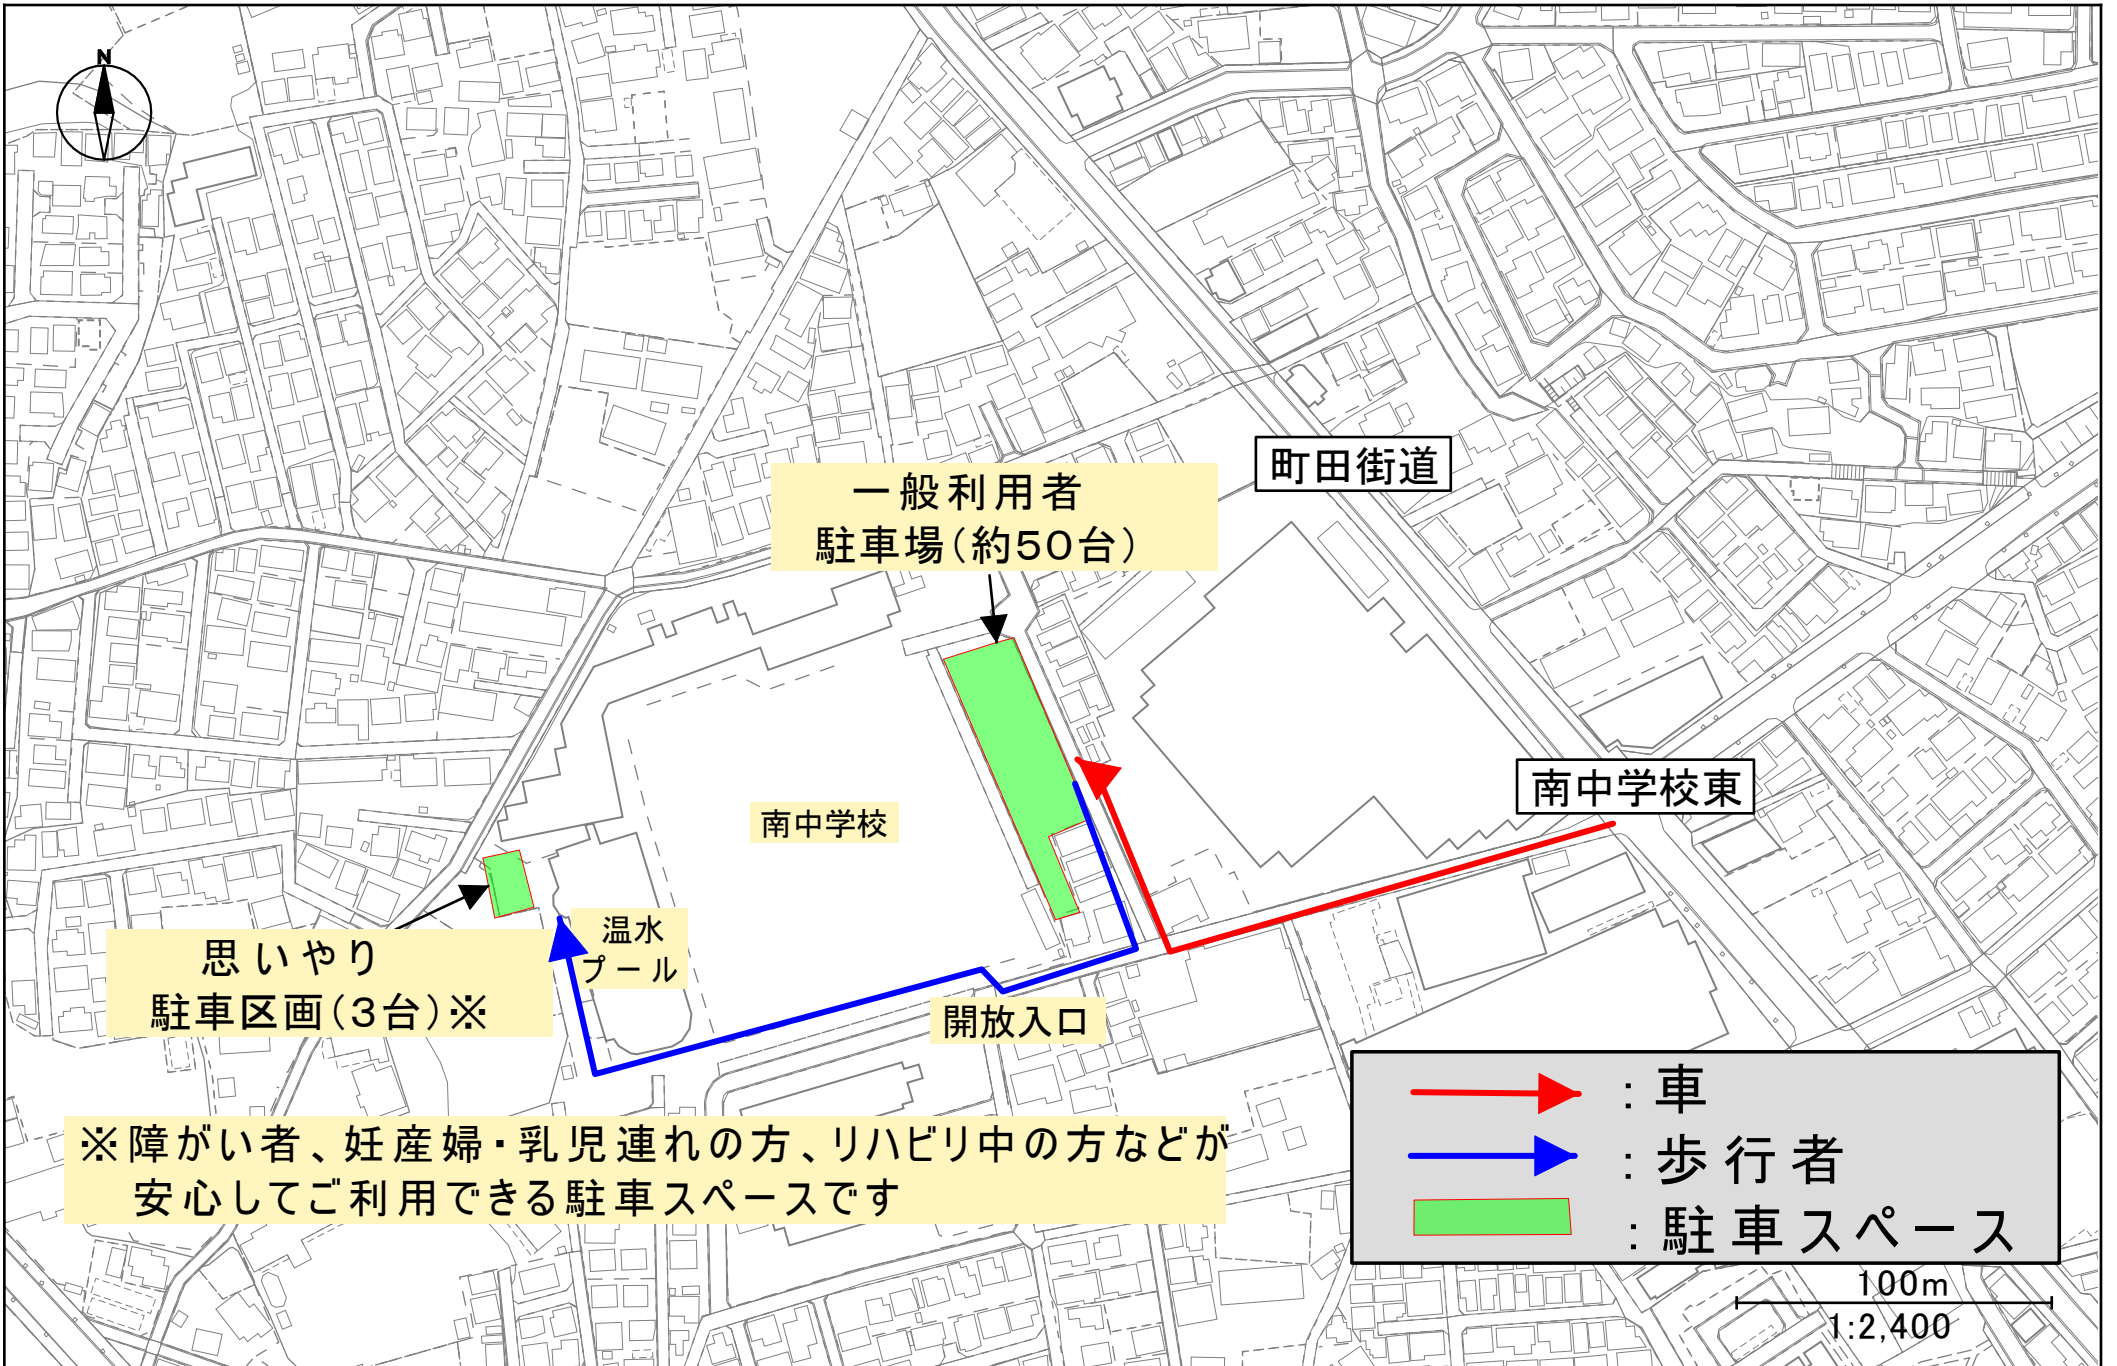 N
町田街道
一般利用者
駐車場(約50台)
南中学校東
南中学校
温水
プール
思いやり
駐車区画(3台)※
開放入口
※障がい者、妊産婦・乳児連れの方、リハビリ中の方などが
安心してご利用できる駐車スペースです
：車
：歩行者
：駐車スペース
100m
1:2,400